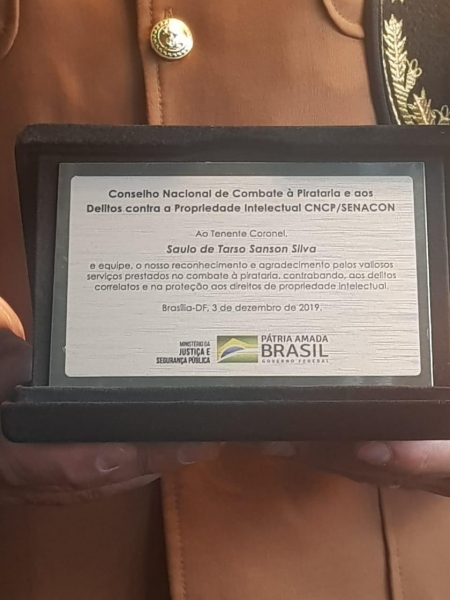 Conselho Nacional de Combate à Pirataria e aos
Delitos contra a Propriedade Intelectual CNCP/SENACON
Ao Tenente Coronel,
Saulo de Tarso Sanson Silva
e equipe, o nosso reconhecimento e agradecimento pelos valiosos
serviços prestados no combate à pirataria, contrabando, aos delitos
correlatos e na proteção aos direitos de propriedade intelectual.
Brasília-DF, 3 de dezembro de 2019.
MINISTÉRIO DA
JUSTIÇA E
SEGURANÇA PÚBLICA
PÁTRIA AMADA
BRASIL
GOVERNO FEDERAL